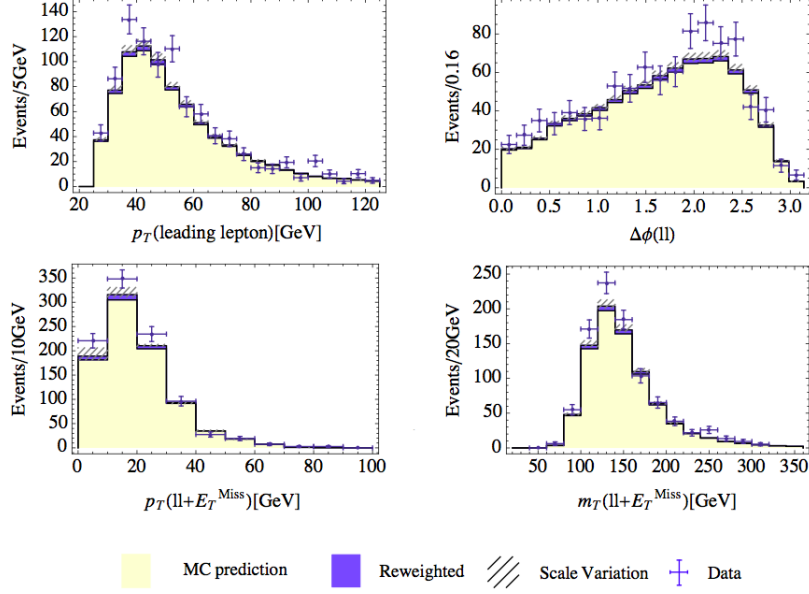 Events/5GeV
140
120
100
80
60
40
20
0
20 40 60 80 100 120
p_T(leading lepton)[GeV]
Events/0.16
80
60
40
20
0
0.0 0.5 1.0 1.5 2.0 2.5 3.0
Δϕ(ll)
Events/10GeV
350
300
250
200
150
100
50
0
0 20 40 60 80 100
p_T(ll+E_T^Miss)[GeV]
Events/20GeV
250
200
150
100
50
0
50 100 150 200 250 300 350
m_T(ll+E_T^Miss)[GeV]
MC prediction Reweighted Scale Variation Data